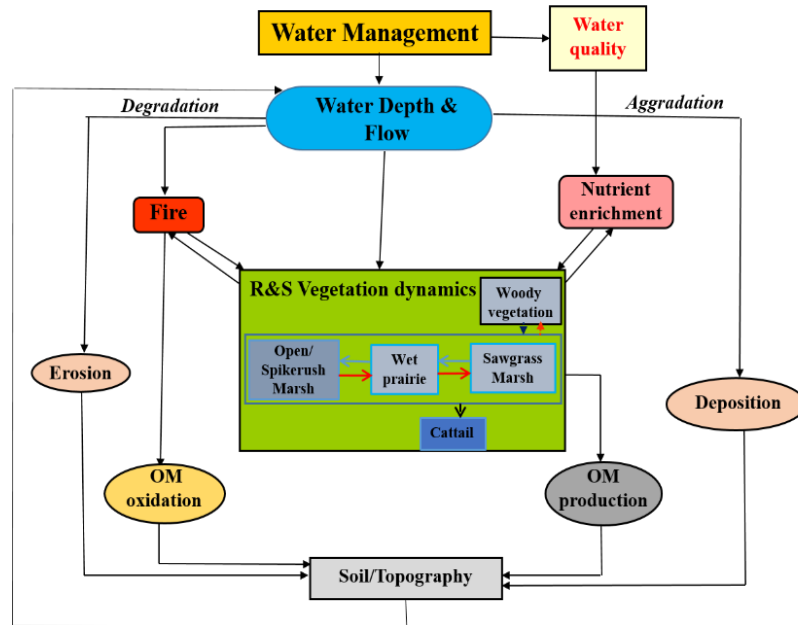 Water Management
Water
quality
Degradation
Water Depth &
Flow
Aggradation
Fire
Nutrient
enrichment
R&S Vegetation dynamics
Woody
vegetation
Open/
Spikerush
Marsh
Wet
prairie
Sawgrass
Marsh
Cattail
Erosion
Deposition
OM
oxidation
OM
production
Soil/Topography